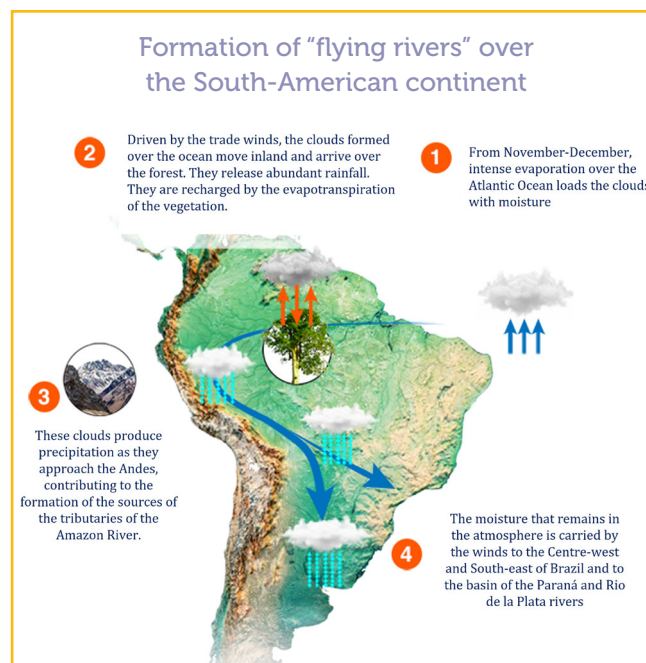 Formation of “flying rivers” over
the South-American continent
1
From November-December,
intense evaporation over the
Atlantic Ocean loads the clouds
with moisture
2
Driven by the trade winds, the clouds formed
over the ocean move inland and arrive over
the forest. They release abundant rainfall.
They are recharged by the evapotranspiration
of the vegetation.
3
These clouds produce
precipitation as they
approach the Andes,
contributing to the
formation of the sources of
the tributaries of the
Amazon River.
4
The moisture that remains in
the atmosphere is carried by
the winds to the Centre-west
and South-east of Brazil and to
the basin of the Paraná and Rio
de la Plata rivers